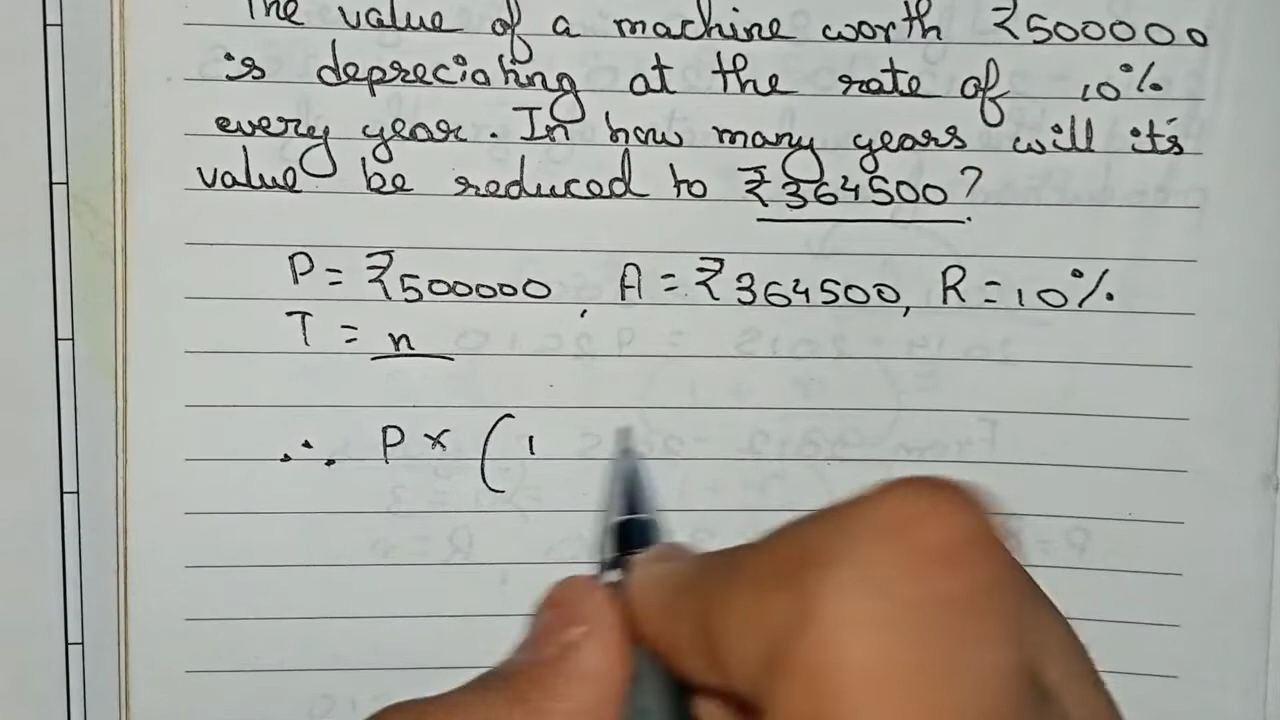 The value of a machine worth ₹500000
is depreciating at the rate of 10%
every year. In how many years will it's
value be reduced to ₹364500?
P = ₹500000, A = ₹364500, R = 10%
T = n
∴ P × ( 1